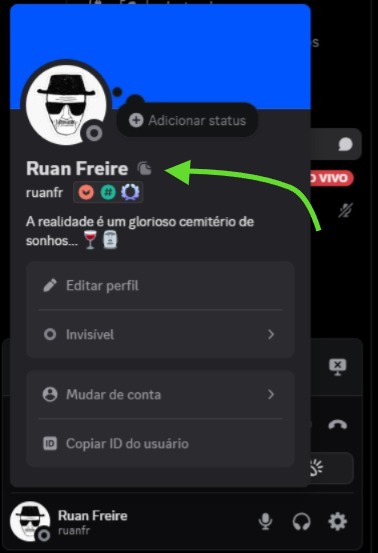 Adicionar status
Ruan Freire
ruanfr
A realidade é um glorioso cemitério de
sonhos... 🍷 🗿
Editar perfil
Invisível
Mudar de conta
ID Copiar ID do usuário
O VIVO
Ruan Freire
ruanfr